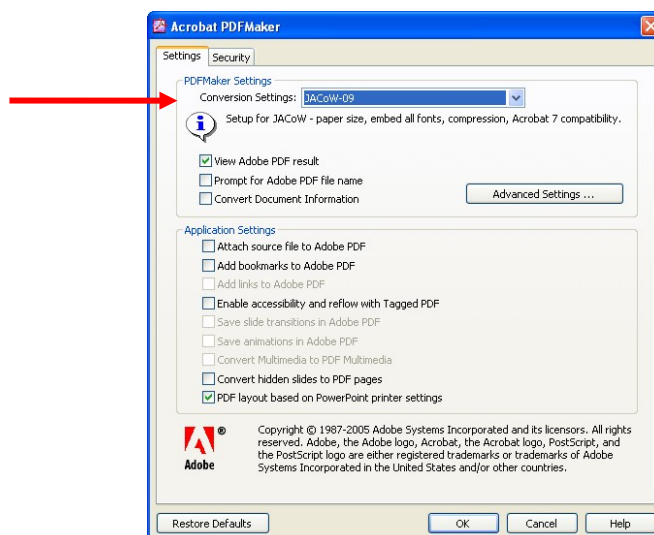 Acrobat PDFMaker
Settings Security
PDFMaker Settings
Conversion Settings: JACoW-09
Setup for JACoW - paper size, embed all fonts, compression, Acrobat 7 compatibility.
View Adobe PDF result
Prompt for Adobe PDF file name
Convert Document Information
Advanced Settings ...
Application Settings
Attach source file to Adobe PDF
Add bookmarks to Adobe PDF
Add links to Adobe PDF
Enable accessibility and reflow with Tagged PDF
Save slide transitions in Adobe PDF
Save animations in Adobe PDF
Convert Multimedia to PDF Multimedia
Convert hidden slides to PDF pages
PDF layout based on PowerPoint printer settings
Copyright © 1987-2005 Adobe Systems Incorporated and its licensors. All rights
reserved. Adobe, the Adobe logo, Acrobat, the Acrobat logo, PostScript, and
the PostScript logo are either registered trademarks or trademarks of Adobe
Systems Incorporated in the United States and/or other countries.
®
Adobe
Restore Defaults OK Cancel Help